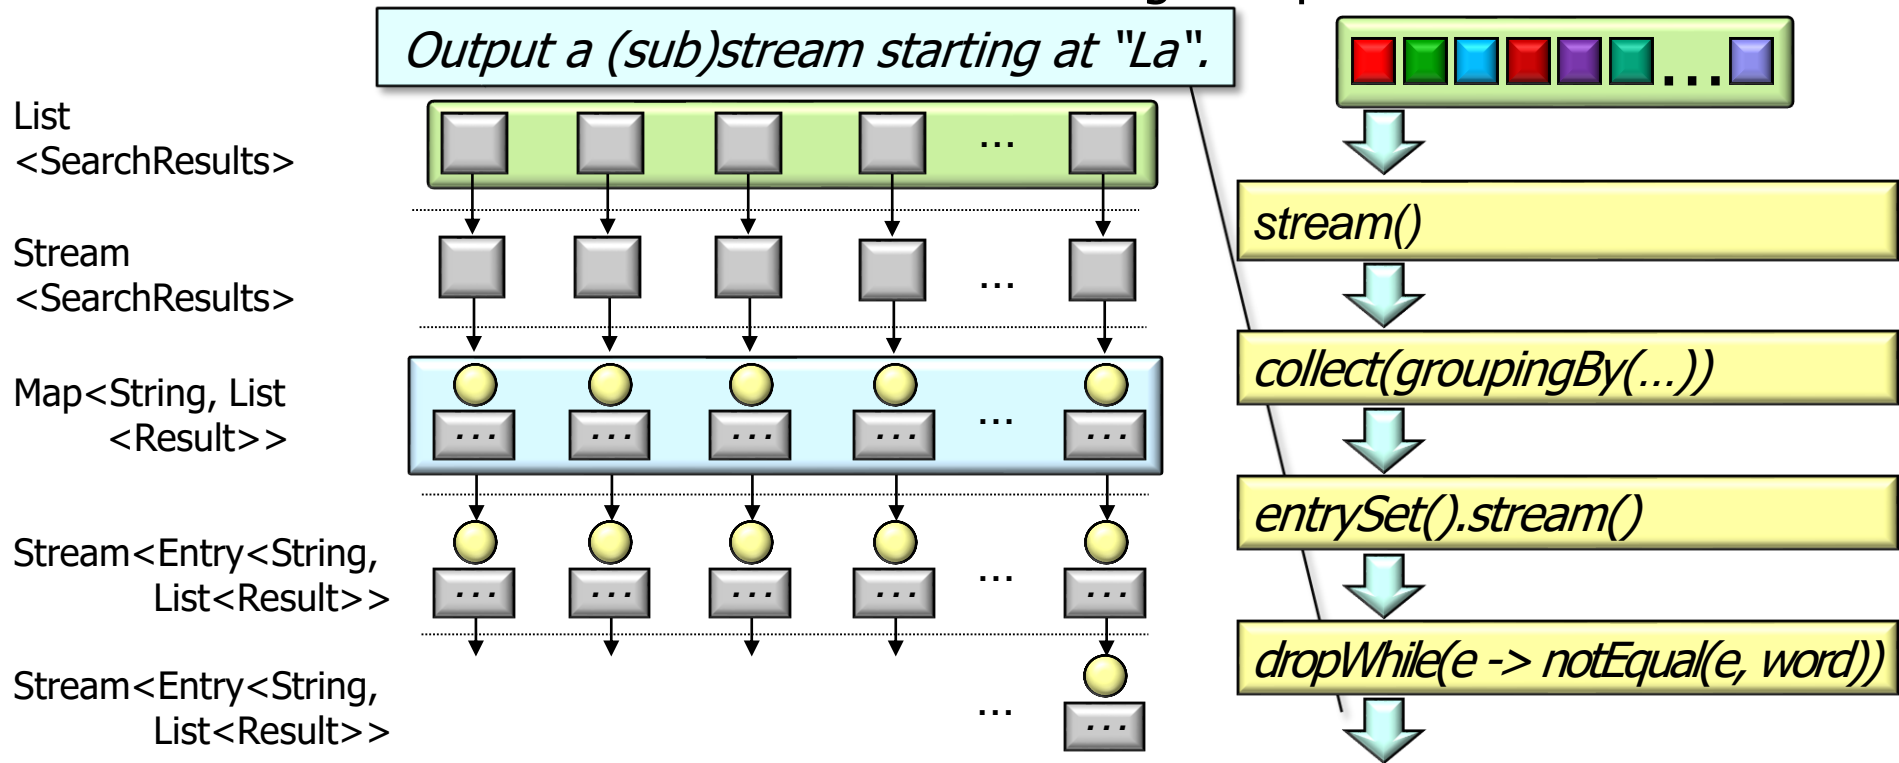 Output a (sub)stream starting at "La".
...
List
<SearchResults>
...
stream()
Stream
<SearchResults>
...
collect(groupingBy(...))
Map<String, List
<Result>>
...
... ... ... ... ...
entrySet().stream()
Stream<Entry<String,
List<Result>>
...
... ... ... ... ...
dropWhile(e -> notEqual(e, word))
Stream<Entry<String,
List<Result>>
...
...